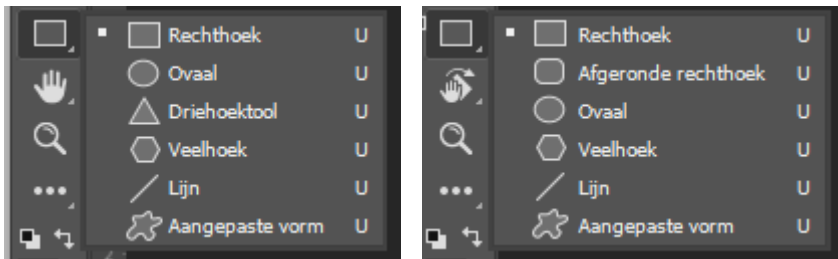 Rechthoek U
Ovaal U
Driehoektool U
Veelhoek U
Lijn U
Aangepaste vorm U
Rechthoek U
Afgeronde rechthoek U
Ovaal U
Veelhoek U
Lijn U
Aangepaste vorm U